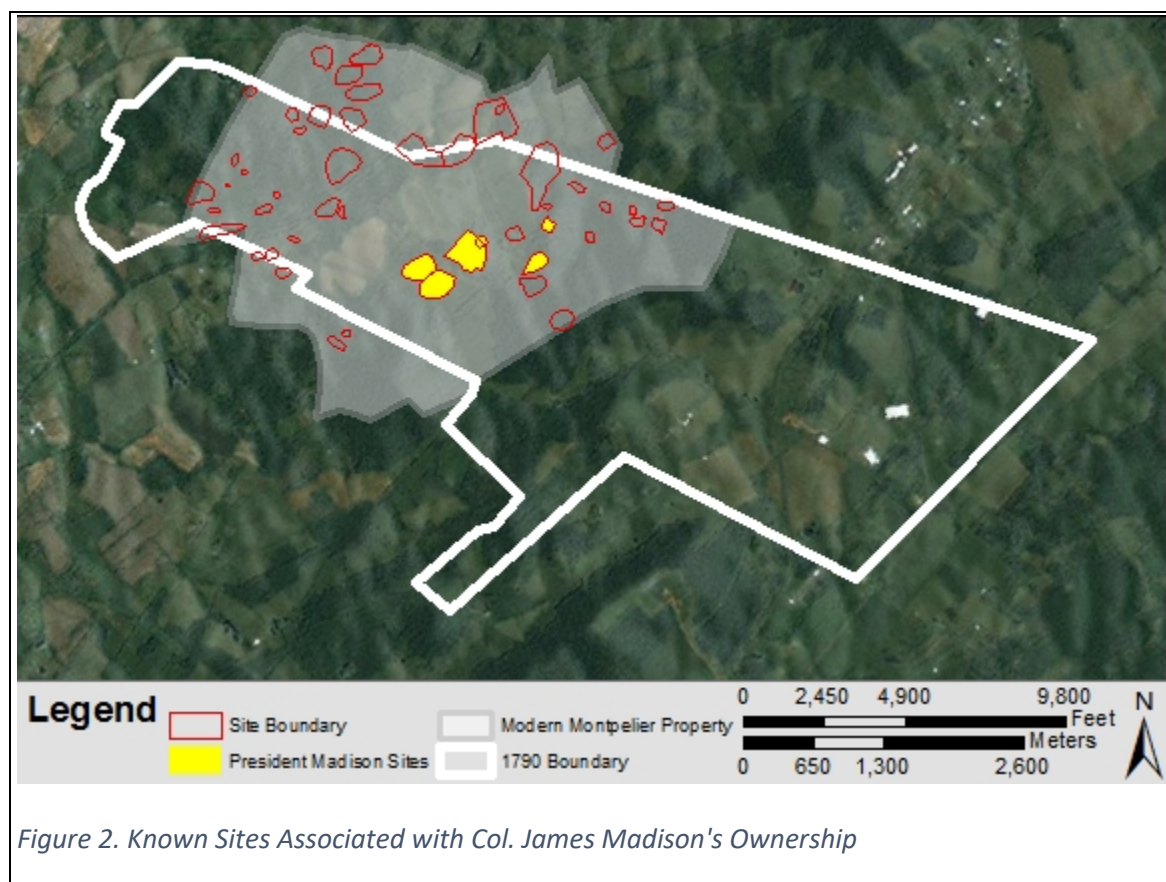 Legend
Site Boundary
President Madison Sites
Modern Montpelier Property
1790 Boundary
0 2,450 4,900 9,800
Feet
Meters
0 650 1,300 2,600
N
Figure 2. Known Sites Associated with Col. James Madison's Ownership